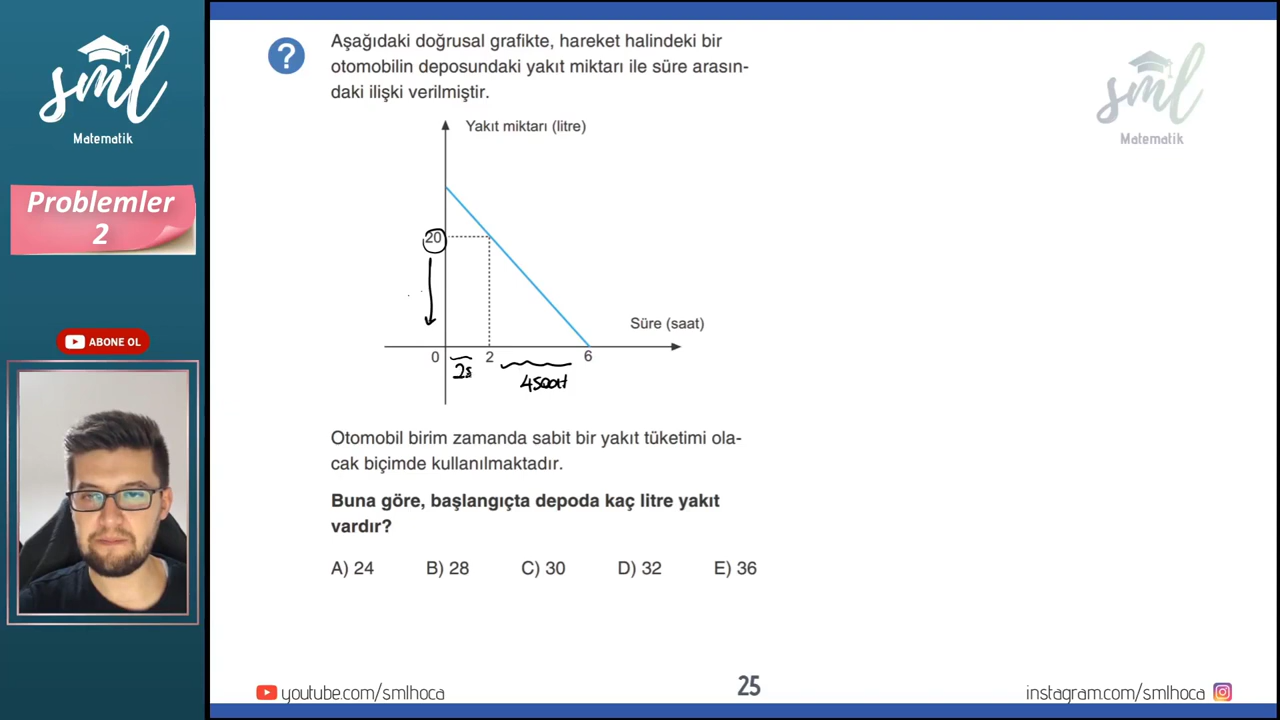 sml
Matematik
Problemler
2
ABONE OL
?
Aşağıdaki doğrusal grafikte, hareket halindeki bir
otomobilin deposundaki yakıt miktarı ile süre arasın-
daki ilişki verilmiştir.
Yakıt miktarı (litre)
20
Süre (saat)
0
2
6
2s
4saat
Otomobil birim zamanda sabit bir yakıt tüketimi ola-
cak biçimde kullanılmaktadır.
Buna göre, başlangıçta depoda kaç litre yakıt
vardır?
A) 24 B) 28 C) 30 D) 32 E) 36
sml
Matematik
youtube.com/smlhoca
25
instagram.com/smlhoca